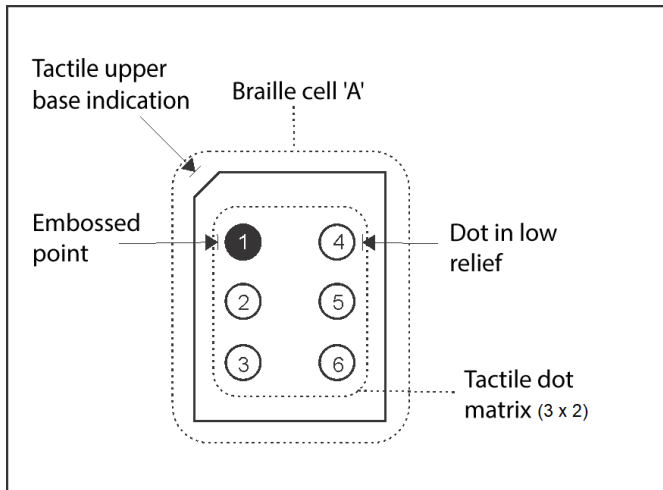 Tactile upper
base indication
Braille cell 'A'
Embossed
point
1
4
Dot in low
relief
2
5
3
6
Tactile dot
matrix (3 x 2)